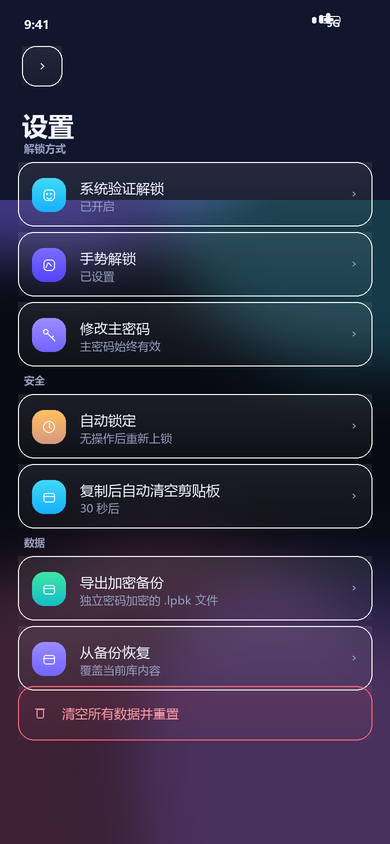 9:41
5G
设置
解锁方式
系统验证解锁
已开启
手势解锁
已设置
修改主密码
主密码始终有效
安全
自动锁定
无操作后重新上锁
复制后自动清空剪贴板
30 秒后
数据
导出加密备份
独立密码加密的 .lpbk 文件
从备份恢复
覆盖当前库内容
清空所有数据并重置